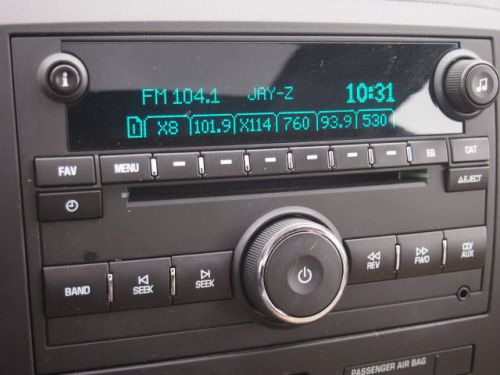 FM 104.1 JAY-Z 10:31
1 X8 101.9 X114 760 93.9 530
FAV MENU EQ CAT
EJECT
BAND SEEK SEEK REV FWD CD/AUX
PASSENGER AIR BAG